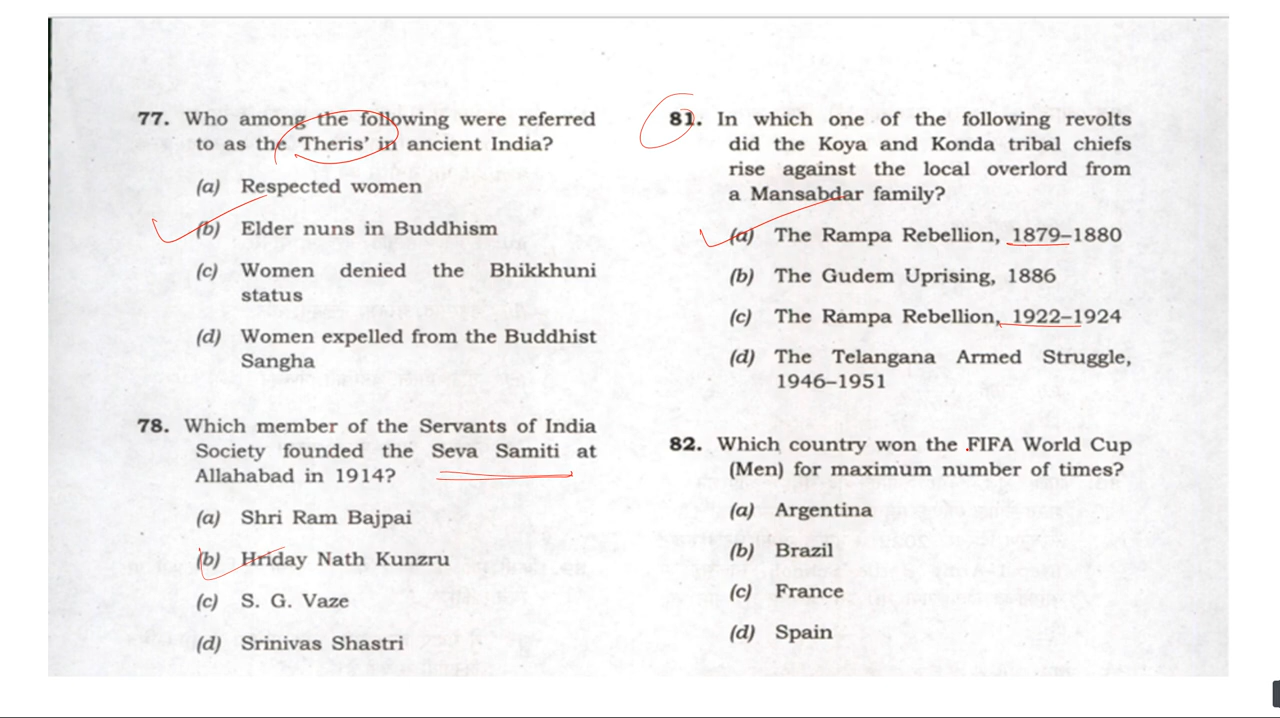 77. Who among the following were referred
to as the 'Theris' in ancient India?
(a) Respected women
(b) Elder nuns in Buddhism
(c) Women denied the Bhikkhuni
status
(d) Women expelled from the Buddhist
Sangha
78. Which member of the Servants of India
Society founded the Seva Samiti at
Allahabad in 1914?
(a) Shri Ram Bajpai
(b) Hriday Nath Kunzru
(c) S. G. Vaze
(d) Srinivas Shastri
81. In which one of the following revolts
did the Koya and Konda tribal chiefs
rise against the local overlord from
a Mansabdar family?
(a) The Rampa Rebellion, 1879–1880
(b) The Gudem Uprising, 1886
(c) The Rampa Rebellion, 1922–1924
(d) The Telangana Armed Struggle,
1946–1951
82. Which country won the FIFA World Cup
(Men) for maximum number of times?
(a) Argentina
(b) Brazil
(c) France
(d) Spain